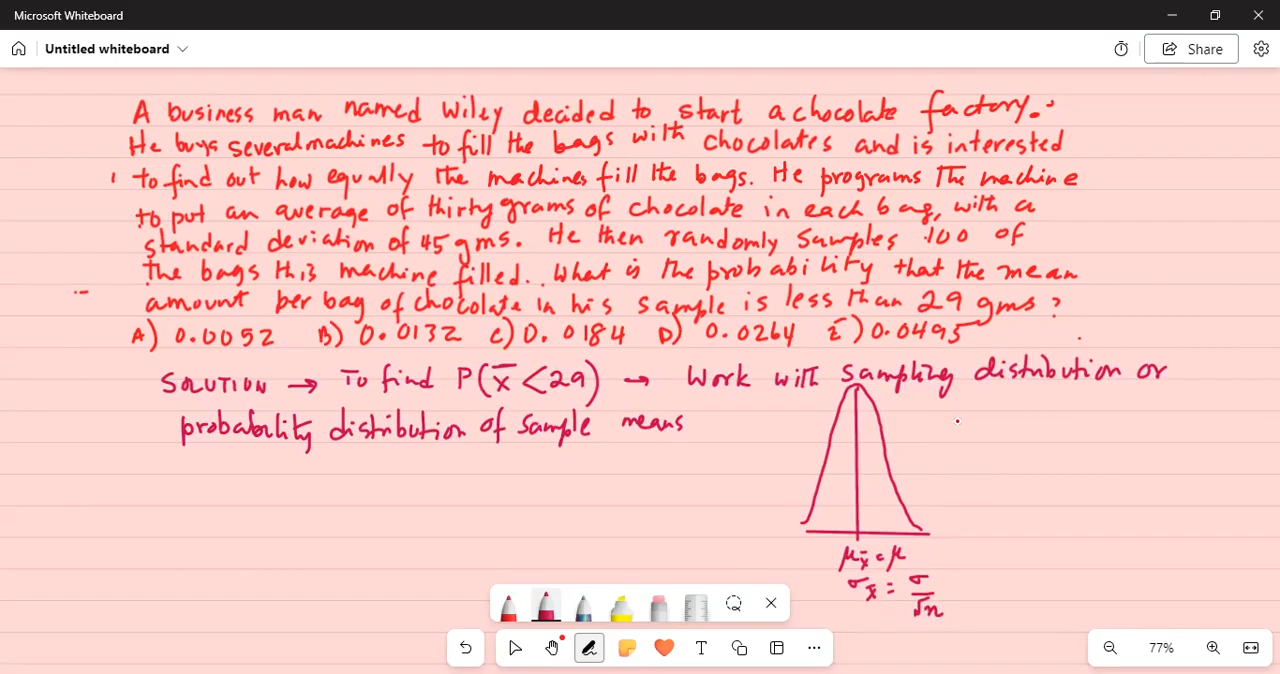 Microsoft Whiteboard
Untitled whiteboard
Share
A business man named Wiley decided to start a chocolate factory.
He buys several machines to fill the bags with chocolates and is interested
to find out how equally the machines fill the bags. He programs The machine
to put an average of thirty grams of chocolate in each bag, with a
standard deviation of 45 gms. He then randomly samples 100 of
the bags this machine filled. What is the probability that the mean
amount per bag of chocolate in his sample is less than 29 gms?
A) 0.0052 B) 0.0132 C) 0.0184 D) 0.0264 E) 0.0495
SOLUTION → To find P(x̄ < 29) → Work with sampling distribution or
probability distribution of sample means
μx̄ = μ
σx̄ = σ/√n
77%